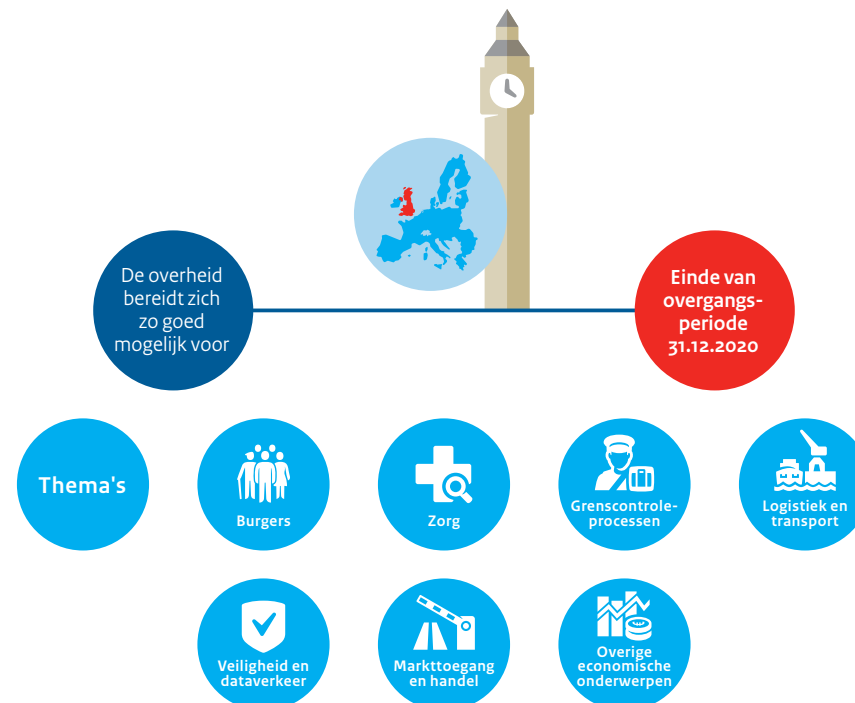 De overheid
bereidt zich
zo goed
mogelijk voor
Einde van
overgangs-
periode
31.12.2020
Thema's
Burgers
Zorg
Grenscontrole-
processen
Logistiek en
transport
Veiligheid en
dataverkeer
Markttoegang
en handel
Overige
economische
onderwerpen